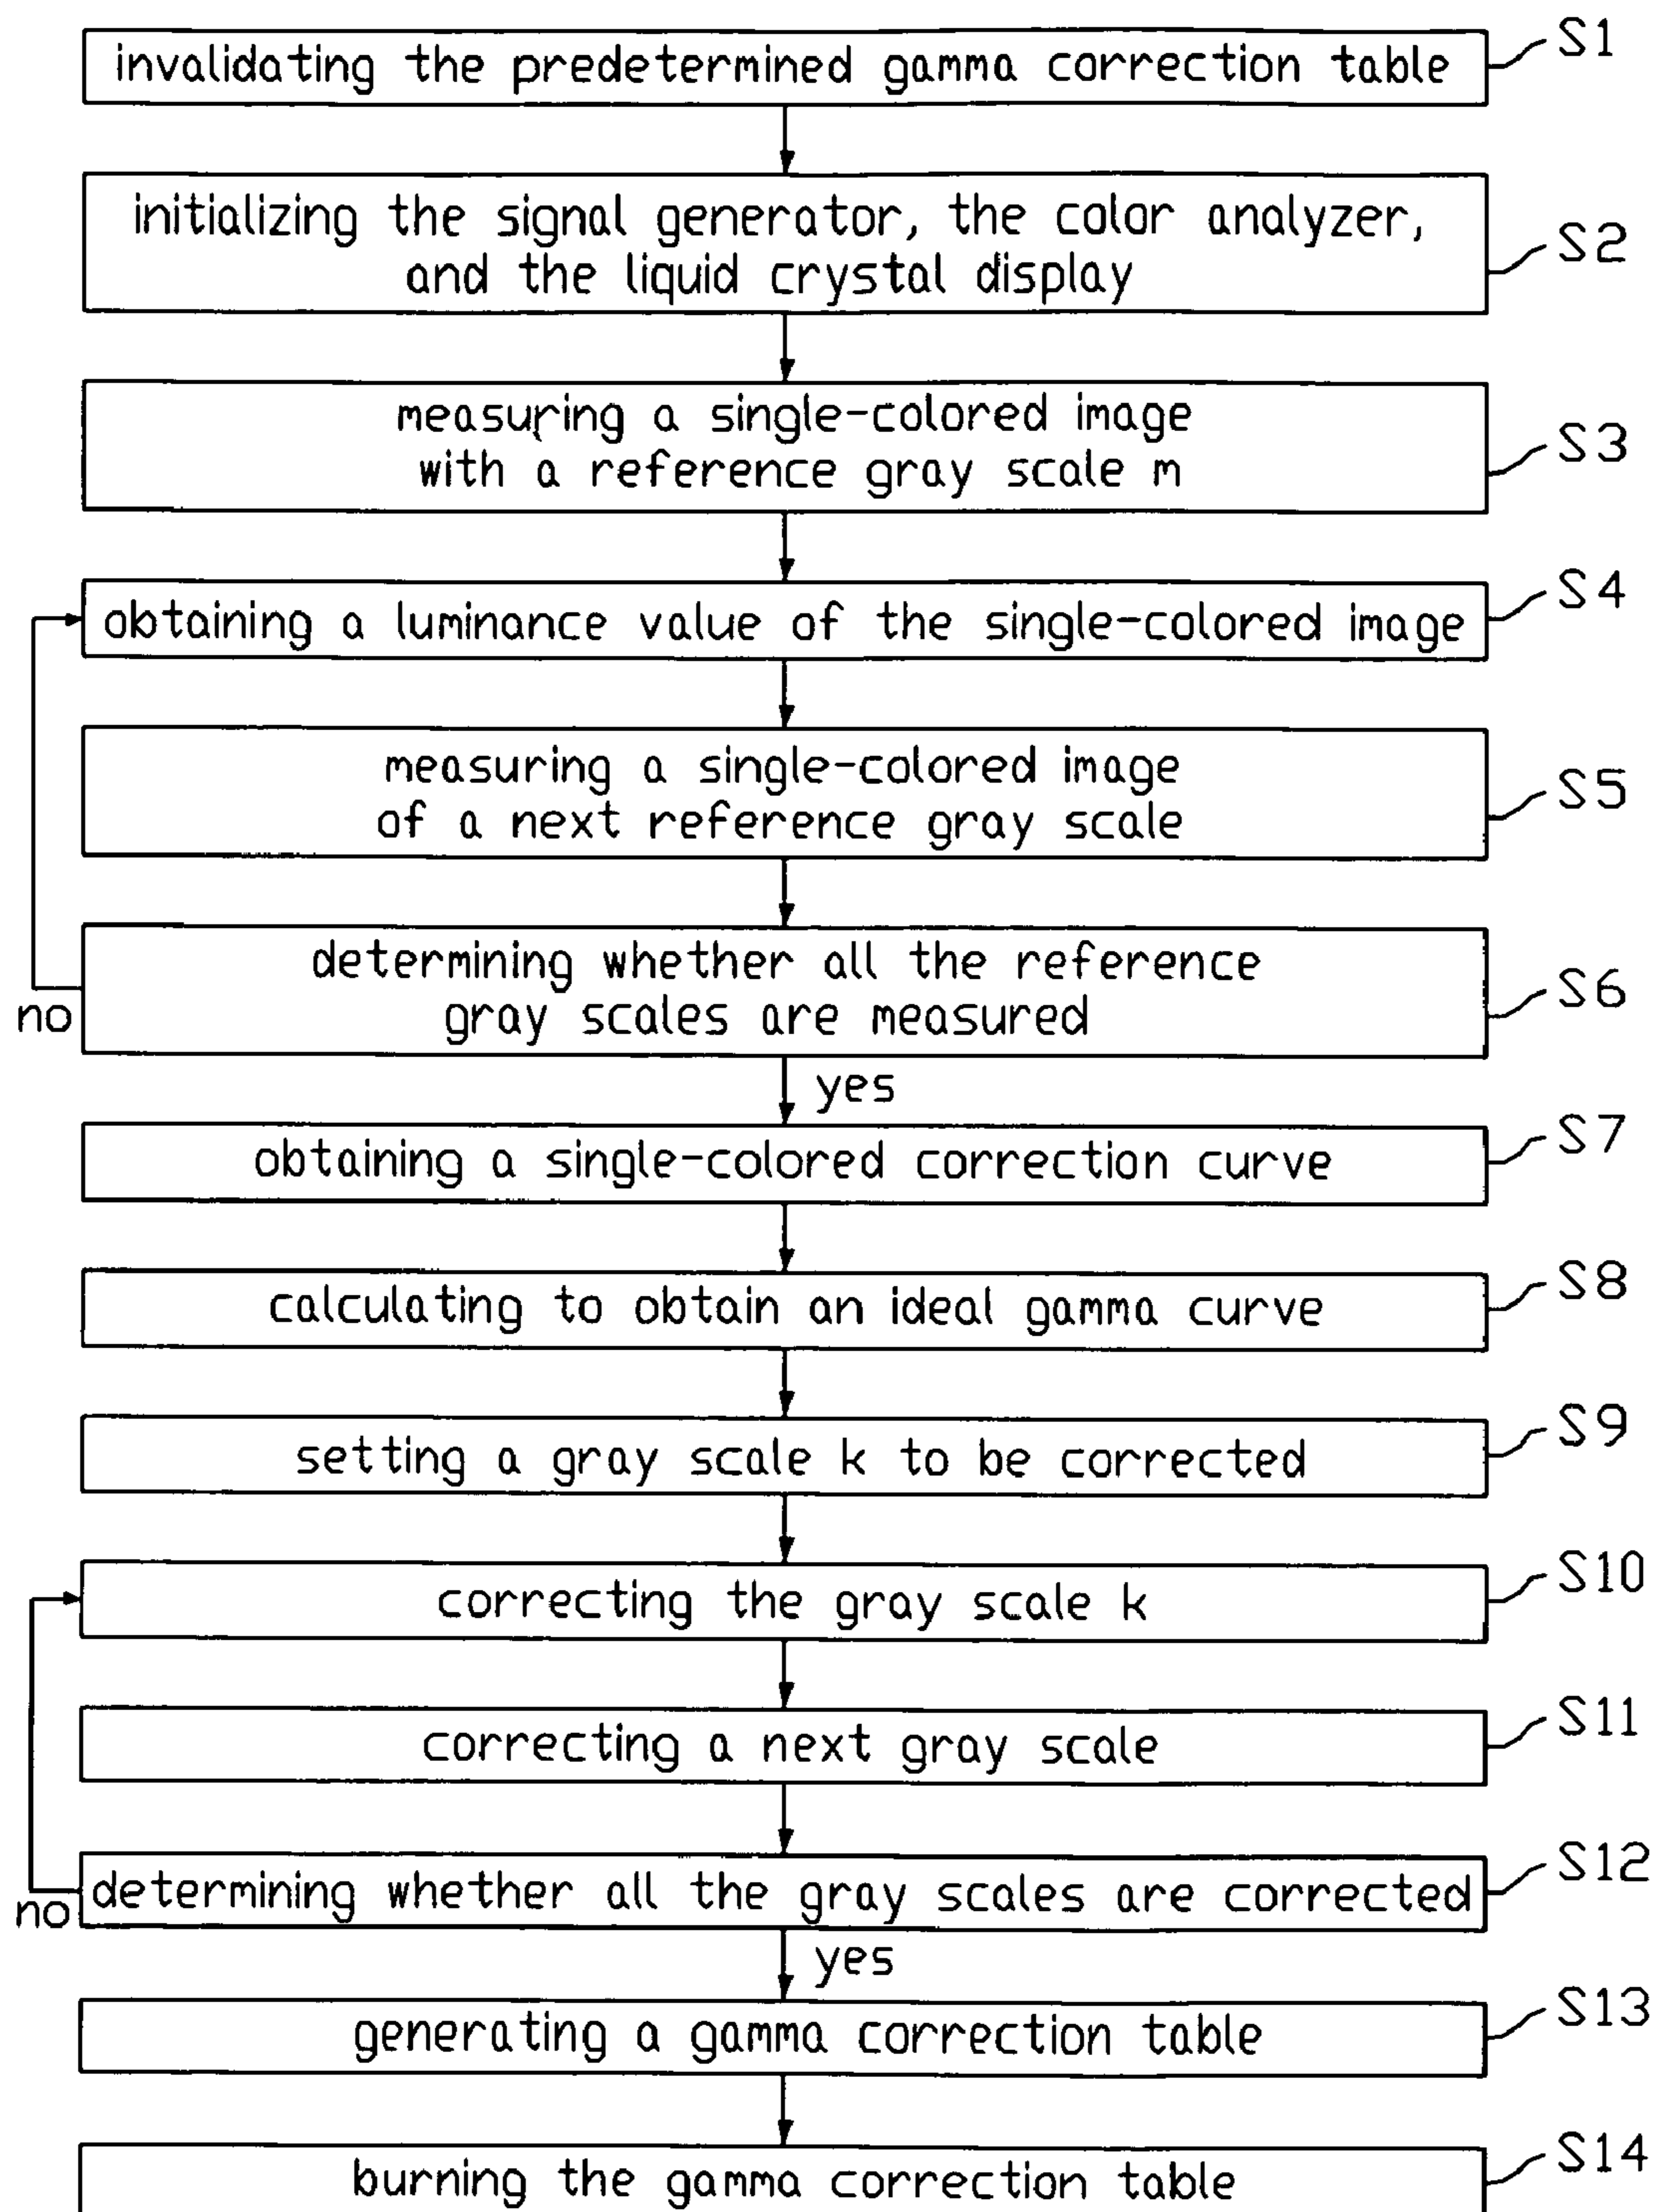 invalidating the predetermined gamma correction table
S1
initializing the signal generator, the color analyzer,
and the liquid crystal display
S2
measuring a single-colored image
with a reference gray scale m
S3
obtaining a luminance value of the single-colored image
S4
measuring a single-colored image
of a next reference gray scale
S5
determining whether all the reference
gray scales are measured
S6
no
yes
obtaining a single-colored correction curve
S7
calculating to obtain an ideal gamma curve
S8
setting a gray scale k to be corrected
S9
correcting the gray scale k
S10
correcting a next gray scale
S11
determining whether all the gray scales are corrected
S12
no
yes
generating a gamma correction table
S13
burning the gamma correction table
S14